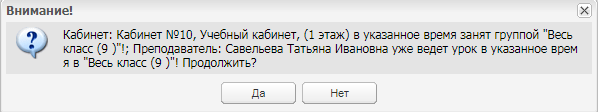 Внимание!
Кабинет: Кабинет №10, Учебный кабинет, (1 этаж) в указанное время занят группой "Весь
класс (9 )"!; Преподаватель: Савельева Татьяна Ивановна уже ведет урок в указанное врем
я в "Весь класс (9 )"! Продолжить?
Да
Нет